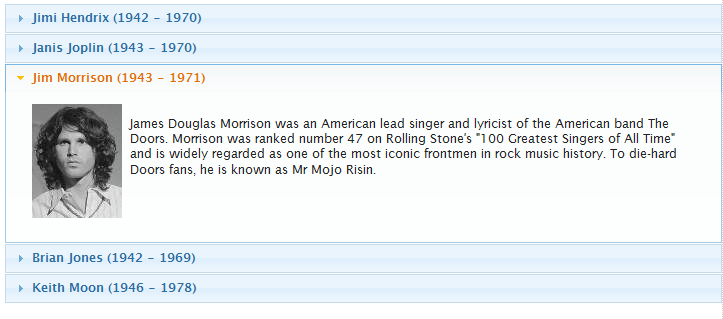 Jimi Hendrix (1942 - 1970)
Janis Joplin (1943 - 1970)
Jim Morrison (1943 - 1971)
James Douglas Morrison was an American lead singer and lyricist of the American band The
Doors. Morrison was ranked number 47 on Rolling Stone's "100 Greatest Singers of All Time"
and is widely regarded as one of the most iconic frontmen in rock music history. To die-hard
Doors fans, he is known as Mr Mojo Risin.
Brian Jones (1942 - 1969)
Keith Moon (1946 - 1978)